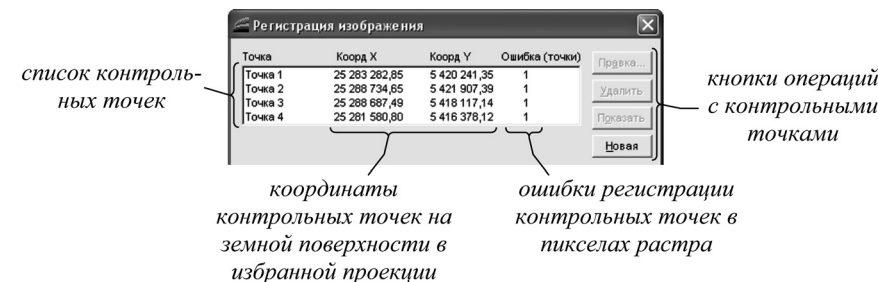 Регистрация изображения
Точка Коорд X Коорд Y Ошибка (точки)
Точка 1 25 283 282,85 5 420 241,35 1
Точка 2 25 288 734,65 5 421 907,39 1
Точка 3 25 288 687,49 5 418 117,14 1
Точка 4 25 281 580,80 5 416 378,12 1
Правка...
Удалить
Показать
Новая
список контроль-
ных точек
кнопки операций
с контрольными
точками
координаты
контрольных точек на
земной поверхности в
избранной проекции
ошибки регистрации
контрольных точек в
пикселах растра